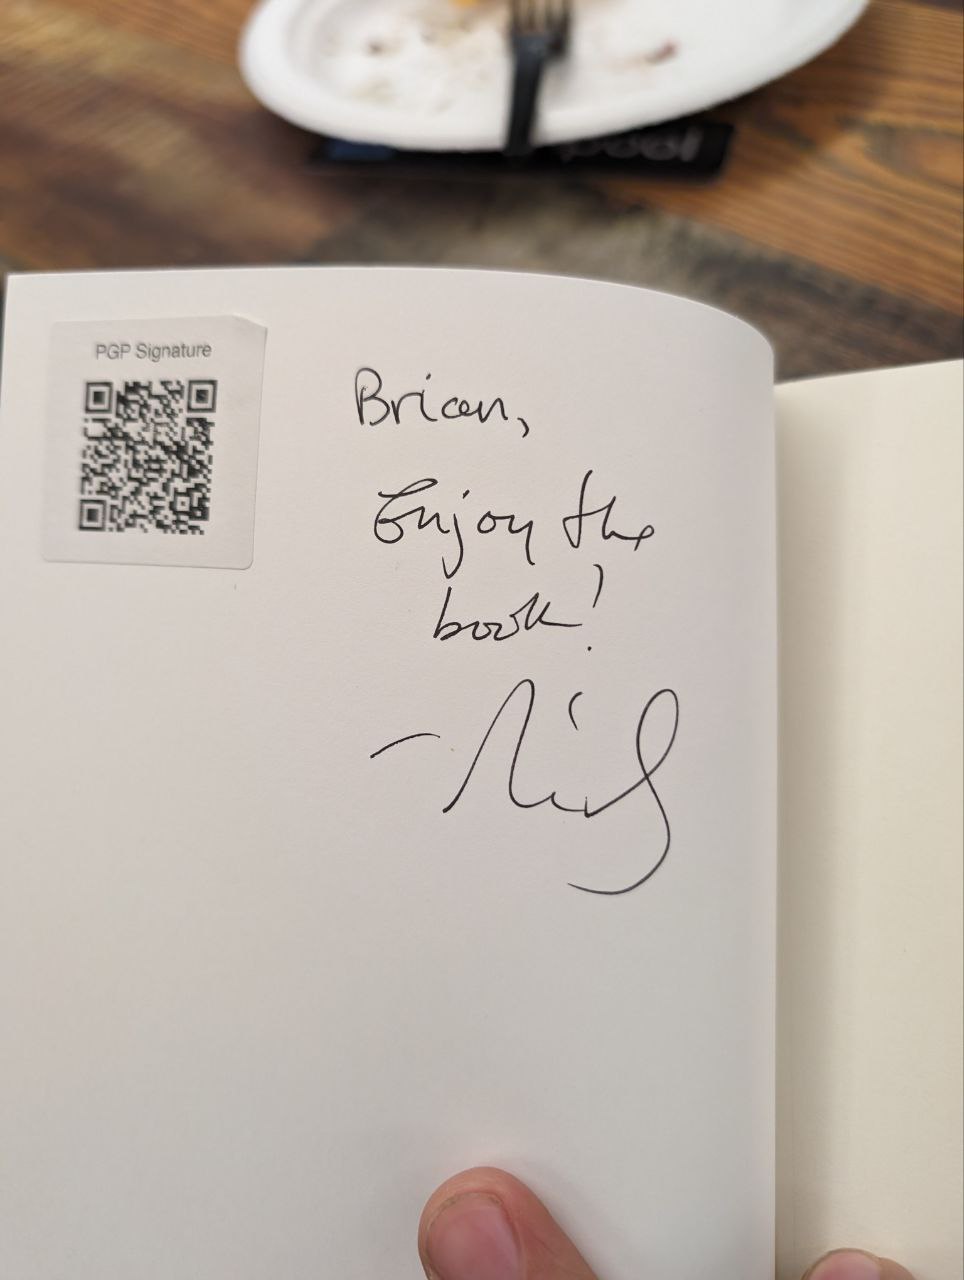 PGP Signature
Brian,
Enjoy the
book!